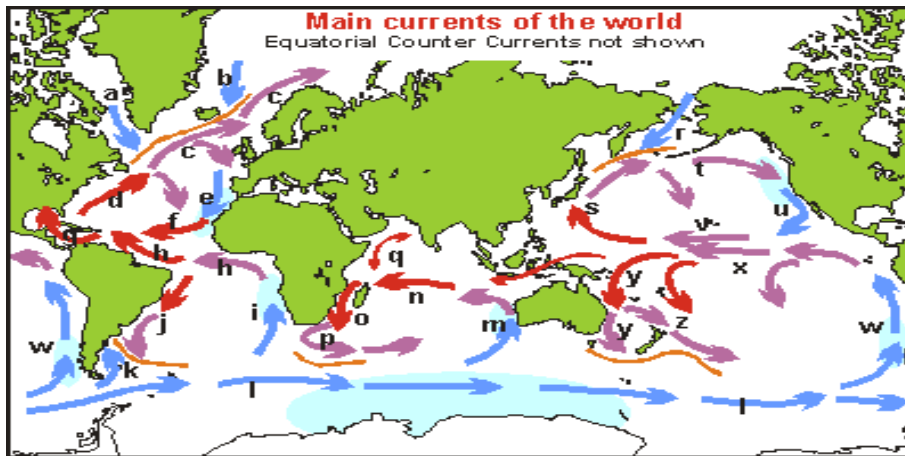 Main currents of the world
Equatorial Counter Currents not shown
b
a
c
r
c
t
d
e
s
u
f
v
g
h
h
q
x
y
n
i
m
o
j
p
y
z
w
w
k
l
l